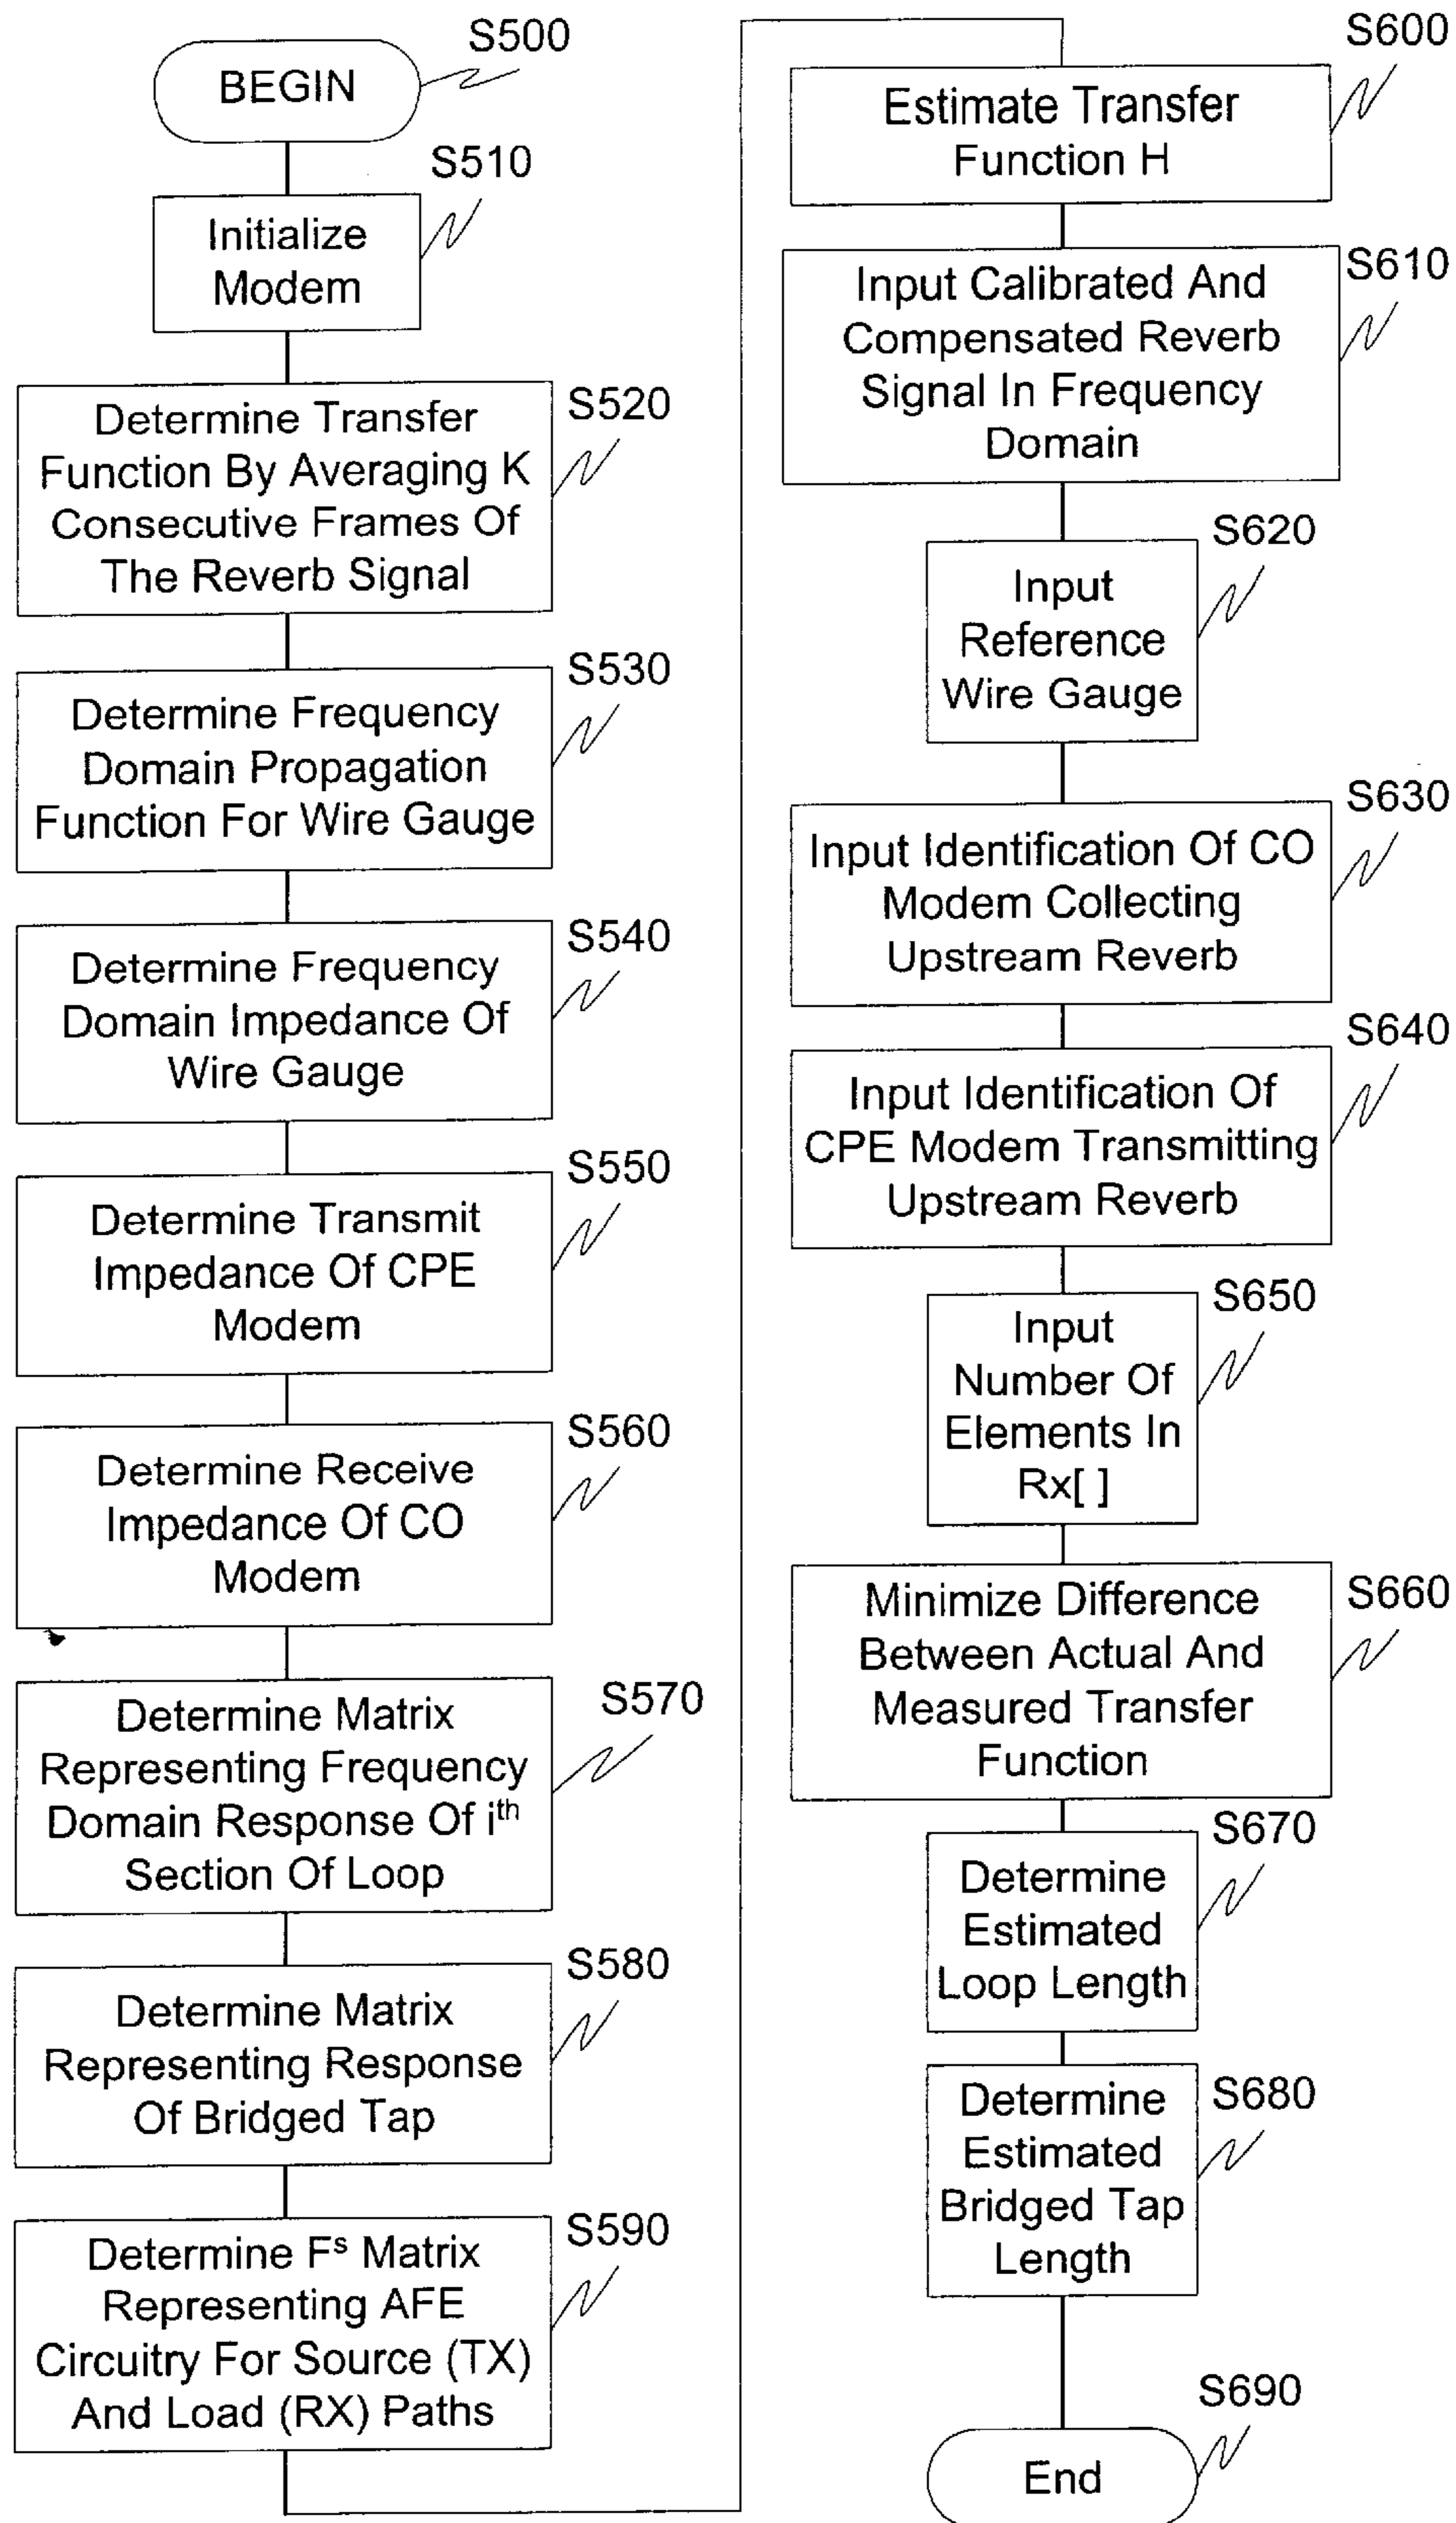 BEGIN
S500
Initialize
Modem
S510
Determine Transfer
Function By Averaging K
Consecutive Frames Of
The Reverb Signal
S520
Determine Frequency
Domain Propagation
Function For Wire Gauge
S530
Determine Frequency
Domain Impedance Of
Wire Gauge
S540
Determine Transmit
Impedance Of CPE
Modem
S550
Determine Receive
Impedance Of CO
Modem
S560
Determine Matrix
Representing Frequency
Domain Response Of iᵗʰ
Section Of Loop
S570
Determine Matrix
Representing Response
Of Bridged Tap
S580
Determine Fˢ Matrix
Representing AFE
Circuitry For Source (TX)
And Load (RX) Paths
S590
Estimate Transfer
Function H
S600
Input Calibrated And
Compensated Reverb
Signal In Frequency
Domain
S610
Input
Reference
Wire Gauge
S620
Input Identification Of CO
Modem Collecting
Upstream Reverb
S630
Input Identification Of
CPE Modem Transmitting
Upstream Reverb
S640
Input
Number Of
Elements In
Rx[ ]
S650
Minimize Difference
Between Actual And
Measured Transfer
Function
S660
Determine
Estimated
Loop Length
S670
Determine
Estimated
Bridged Tap
Length
S680
End
S690